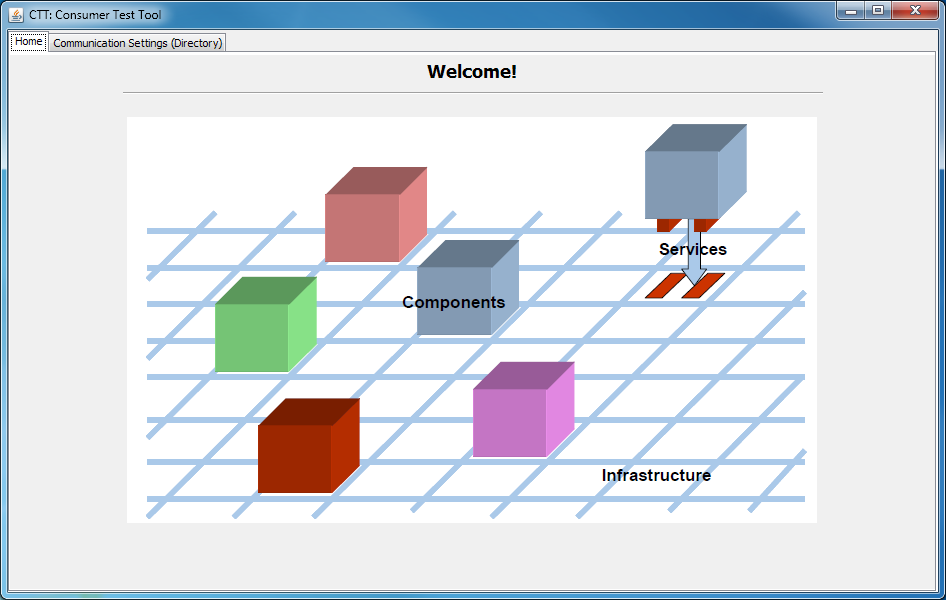 CTT: Consumer Test Tool
Home
Communication Settings (Directory)
Welcome!
Services
Components
Infrastructure